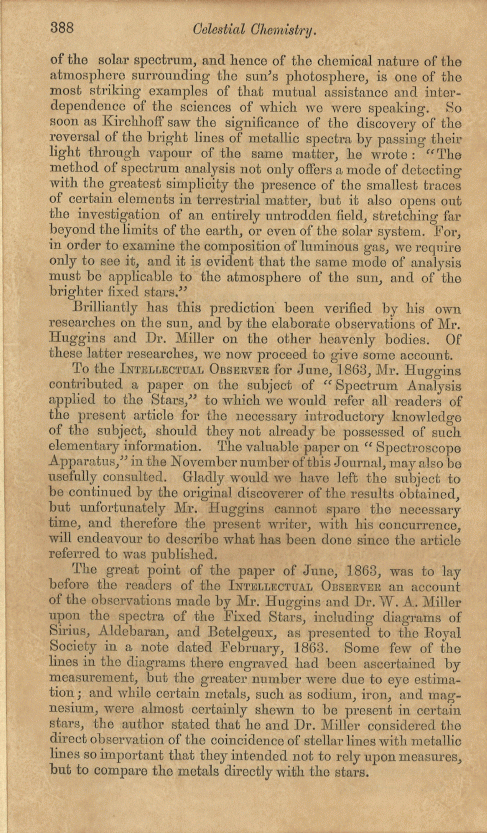 388 Celestial Chemistry.
of the solar spectrum, and hence of the chemical nature of the
atmosphere surrounding the sun's photosphere, is one of the
most striking examples of that mutual assistance and inter-
dependence of the sciences of which we were speaking. So
soon as Kirchhoff saw the significance of the discovery of the
reversal of the bright lines of metallic spectra by passing their
light through vapour of the same matter, he wrote: "The
method of spectrum analysis not only offers a mode of detecting
with the greatest simplicity the presence of the smallest traces
of certain elements in terrestrial matter, but it also opens out
the investigation of an entirely untrodden field, stretching far
beyond the limits of the earth, or even of the solar system. For,
in order to examine the composition of luminous gas, we require
only to see it, and it is evident that the same mode of analysis
must be applicable to the atmosphere of the sun, and of the
brighter fixed stars."
Brilliantly has this prediction been verified by his own
researches on the sun, and by the elaborate observations of Mr.
Huggins and Dr. Miller on the other heavenly bodies. Of
these latter researches, we now proceed to give some account.
To the INTELLECTUAL OBSERVER for June, 1863, Mr. Huggins
contributed a paper on the subject of "Spectrum Analysis
applied to the Stars," to which we would refer all readers of
the present article for the necessary introductory knowledge
of the subject, should they not already be possessed of such
elementary information. The valuable paper on "Spectroscope
Apparatus," in the November number of this Journal, may also be
usefully consulted. Gladly would we have left the subject to
be continued by the original discoverer of the results obtained,
but unfortunately Mr. Huggins cannot spare the necessary
time, and therefore the present writer, with his concurrence,
will endeavour to describe what has been done since the article
referred to was published.
The great point of the paper of June, 1863, was to lay
before the readers of the INTELLECTUAL OBSERVER an account
of the observations made by Mr. Huggins and Dr. W. A. Miller
upon the spectra of the Fixed Stars, including diagrams of
Sirius, Aldebaran, and Betelgeux, as presented to the Royal
Society in a note dated February, 1863. Some few of the
lines in the diagrams there engraved had been ascertained by
measurement, but the greater number were due to eye estima-
tion; and while certain metals, such as sodium, iron, and mag-
nesium, were almost certainly shewn to be present in certain
stars, the author stated that he and Dr. Miller considered the
direct observation of the coincidence of stellar lines with metallic
lines so important that they intended not to rely upon measures,
but to compare the metals directly with the stars.